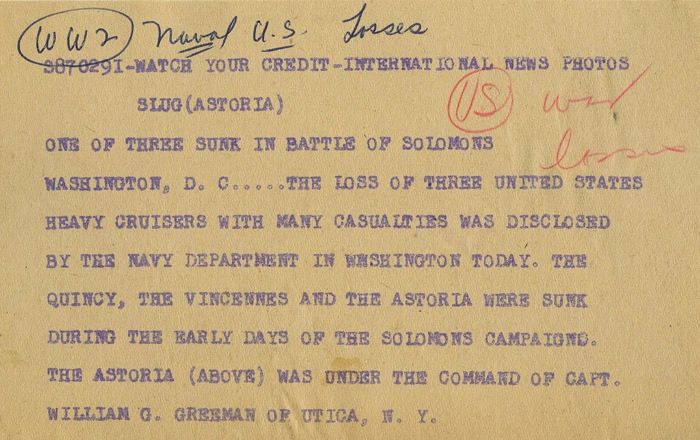 WW2 Naval U.S. Losses
S870291-WATCH YOUR CREDIT-INTERNATIONAL NEWS PHOTOS
SLUG(ASTORIA)
US war
losses
ONE OF THREE SUNK IN BATTLE OF SOLOMONS
WASHINGTON, D. C.....THE LOSS OF THREE UNITED STATES
HEAVY CRUISERS WITH MANY CASUALTIES WAS DISCLOSED
BY THE NAVY DEPARTMENT IN WASHINGTON TODAY. THE
QUINCY, THE VINCENNES AND THE ASTORIA WERE SUNK
DURING THE EARLY DAYS OF THE SOLOMONS CAMPAIGNS.
THE ASTORIA (ABOVE) WAS UNDER THE COMMAND OF CAPT.
WILLIAM G. GREEMAN OF UTICA, N. Y.